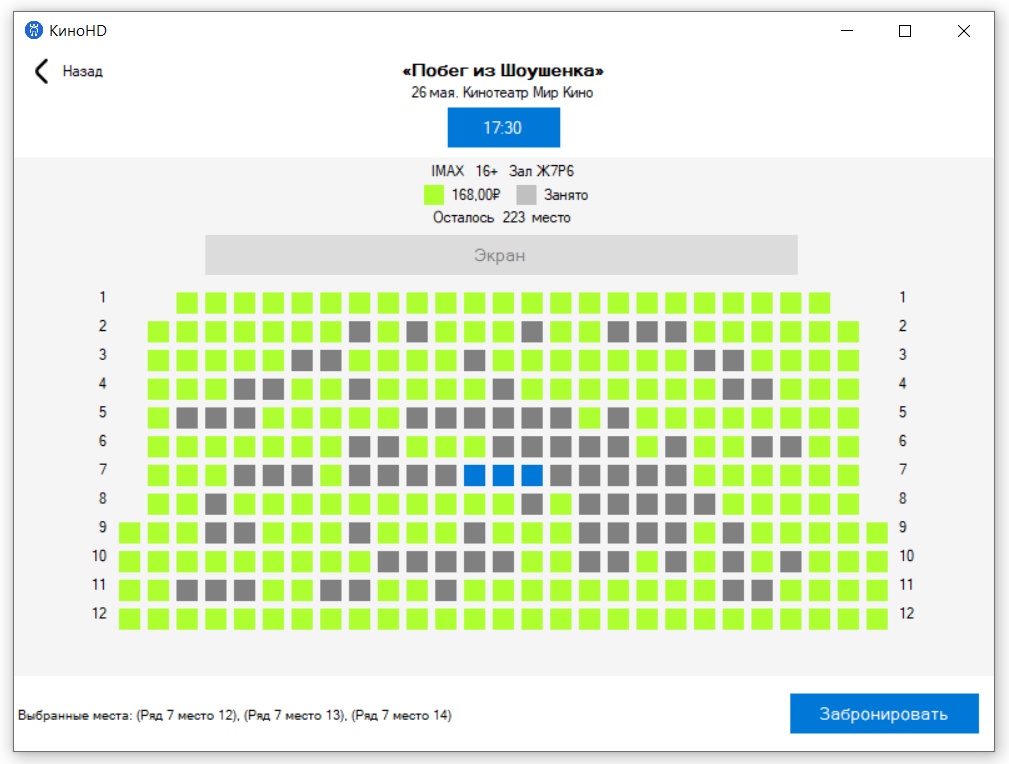 КиноHD
Назад
«Побег из Шоушенка»
26 мая. Кинотеатр Мир Кино
17:30
IMAX 16+ Зал Ж7Р6
168,00₽ Занято
Осталось 223 место
Экран
1 1
2 2
3 3
4 4
5 5
6 6
7 7
8 8
9 9
10 10
11 11
12 12
Выбранные места: (Ряд 7 место 12), (Ряд 7 место 13), (Ряд 7 место 14)
Забронировать